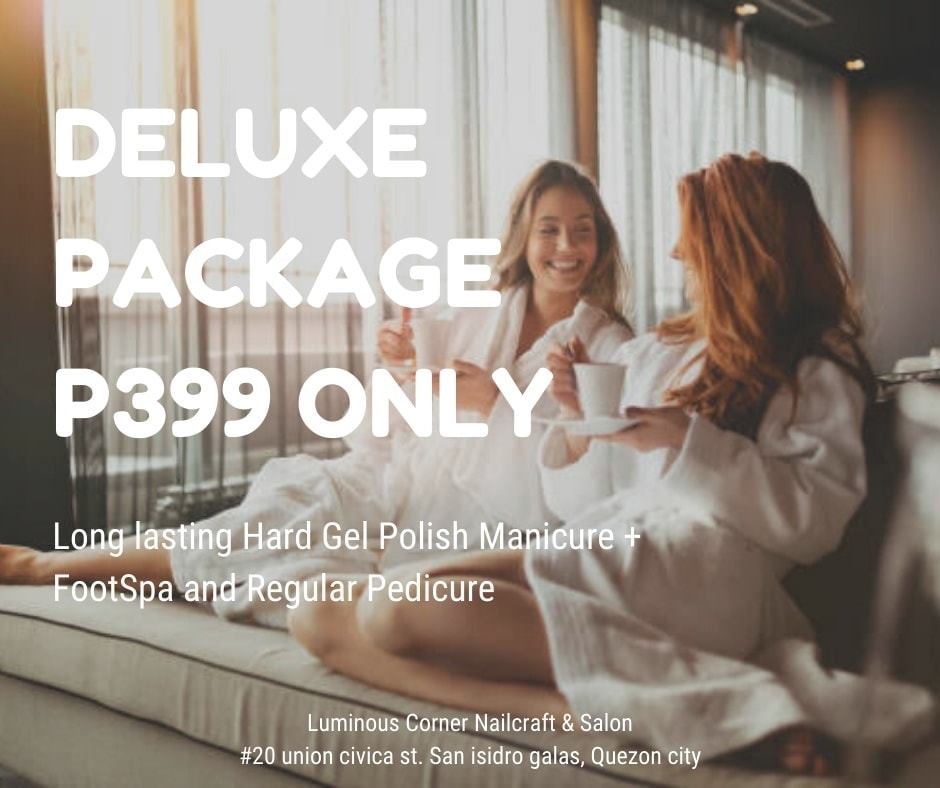 DELUXE
PACKAGE
P399 ONLY
Long lasting Hard Gel Polish Manicure +
FootSpa and Regular Pedicure
Luminous Corner Nailcraft & Salon
#20 union civica st. San isidro galas, Quezon city